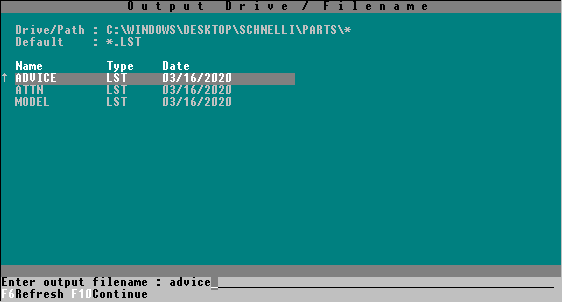 Output Drive / Filename
Drive/Path : C:\WINDOWS\DESKTOP\SCHNELLI\PARTS\*
Default : *.LST
Name Type Date
↑ ADVICE LST 03/16/2020
ATTN LST 03/16/2020
MODEL LST 03/16/2020
Enter output filename : advice_
F6Refresh F10Continue